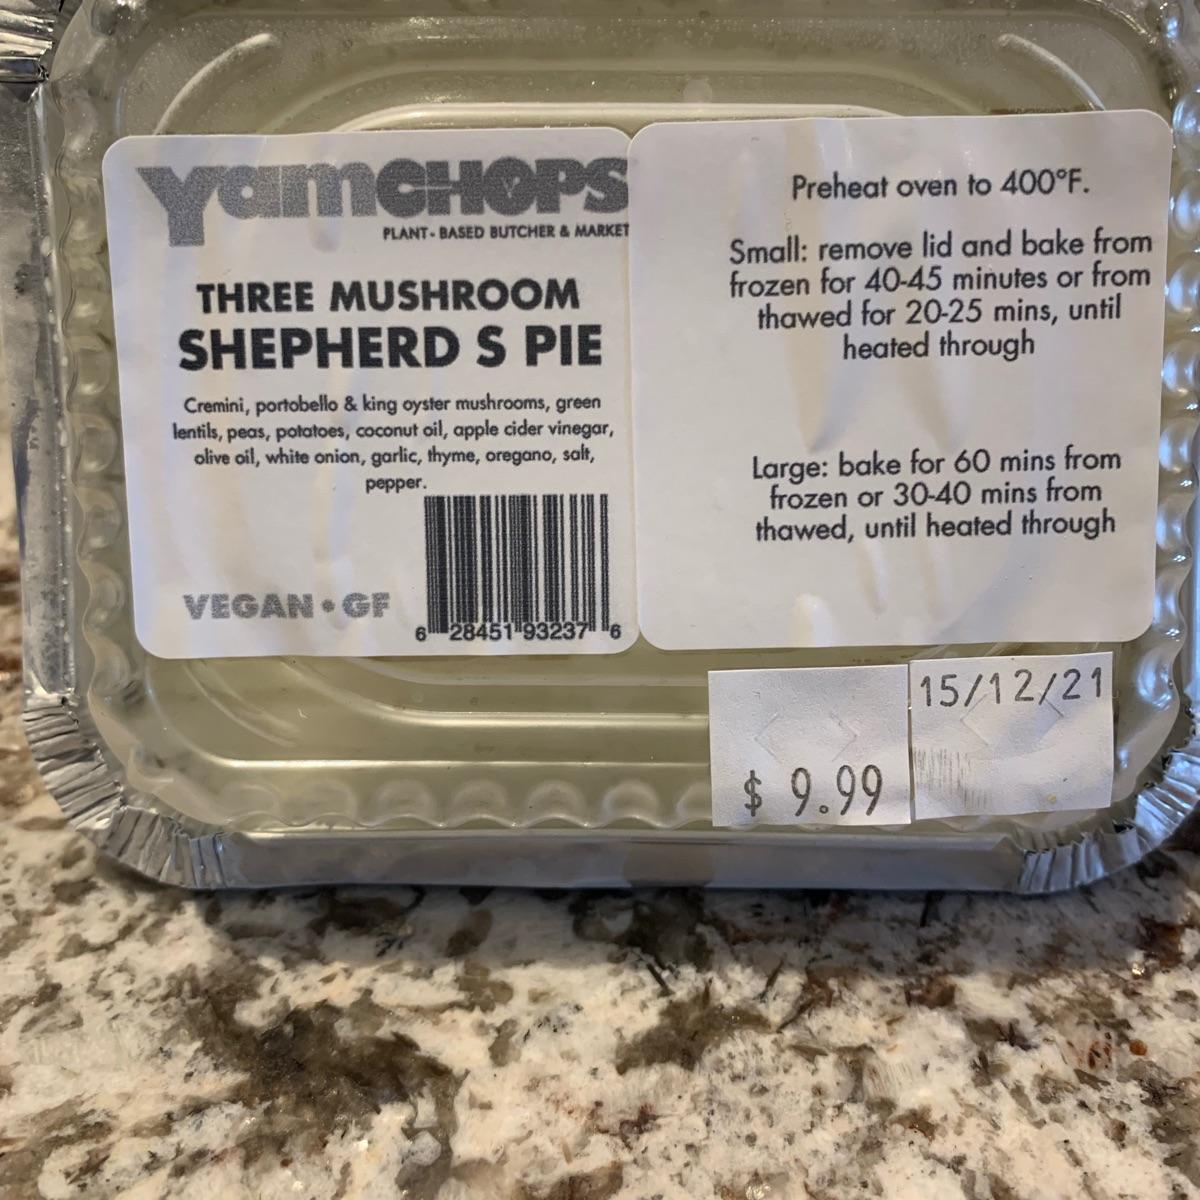 YamCHOPS
PLANT-BASED BUTCHER & MARKET
THREE MUSHROOM
SHEPHERD S PIE
Cremini, portobello & king oyster mushrooms, green
lentils, peas, potatoes, coconut oil, apple cider vinegar,
olive oil, white onion, garlic, thyme, oregano, salt,
pepper.
VEGAN • GF
6 28451 93237 6
Preheat oven to 400°F.
Small: remove lid and bake from
frozen for 40-45 minutes or from
thawed for 20-25 mins, until
heated through
Large: bake for 60 mins from
frozen or 30-40 mins from
thawed, until heated through
$ 9.99
15/12/21